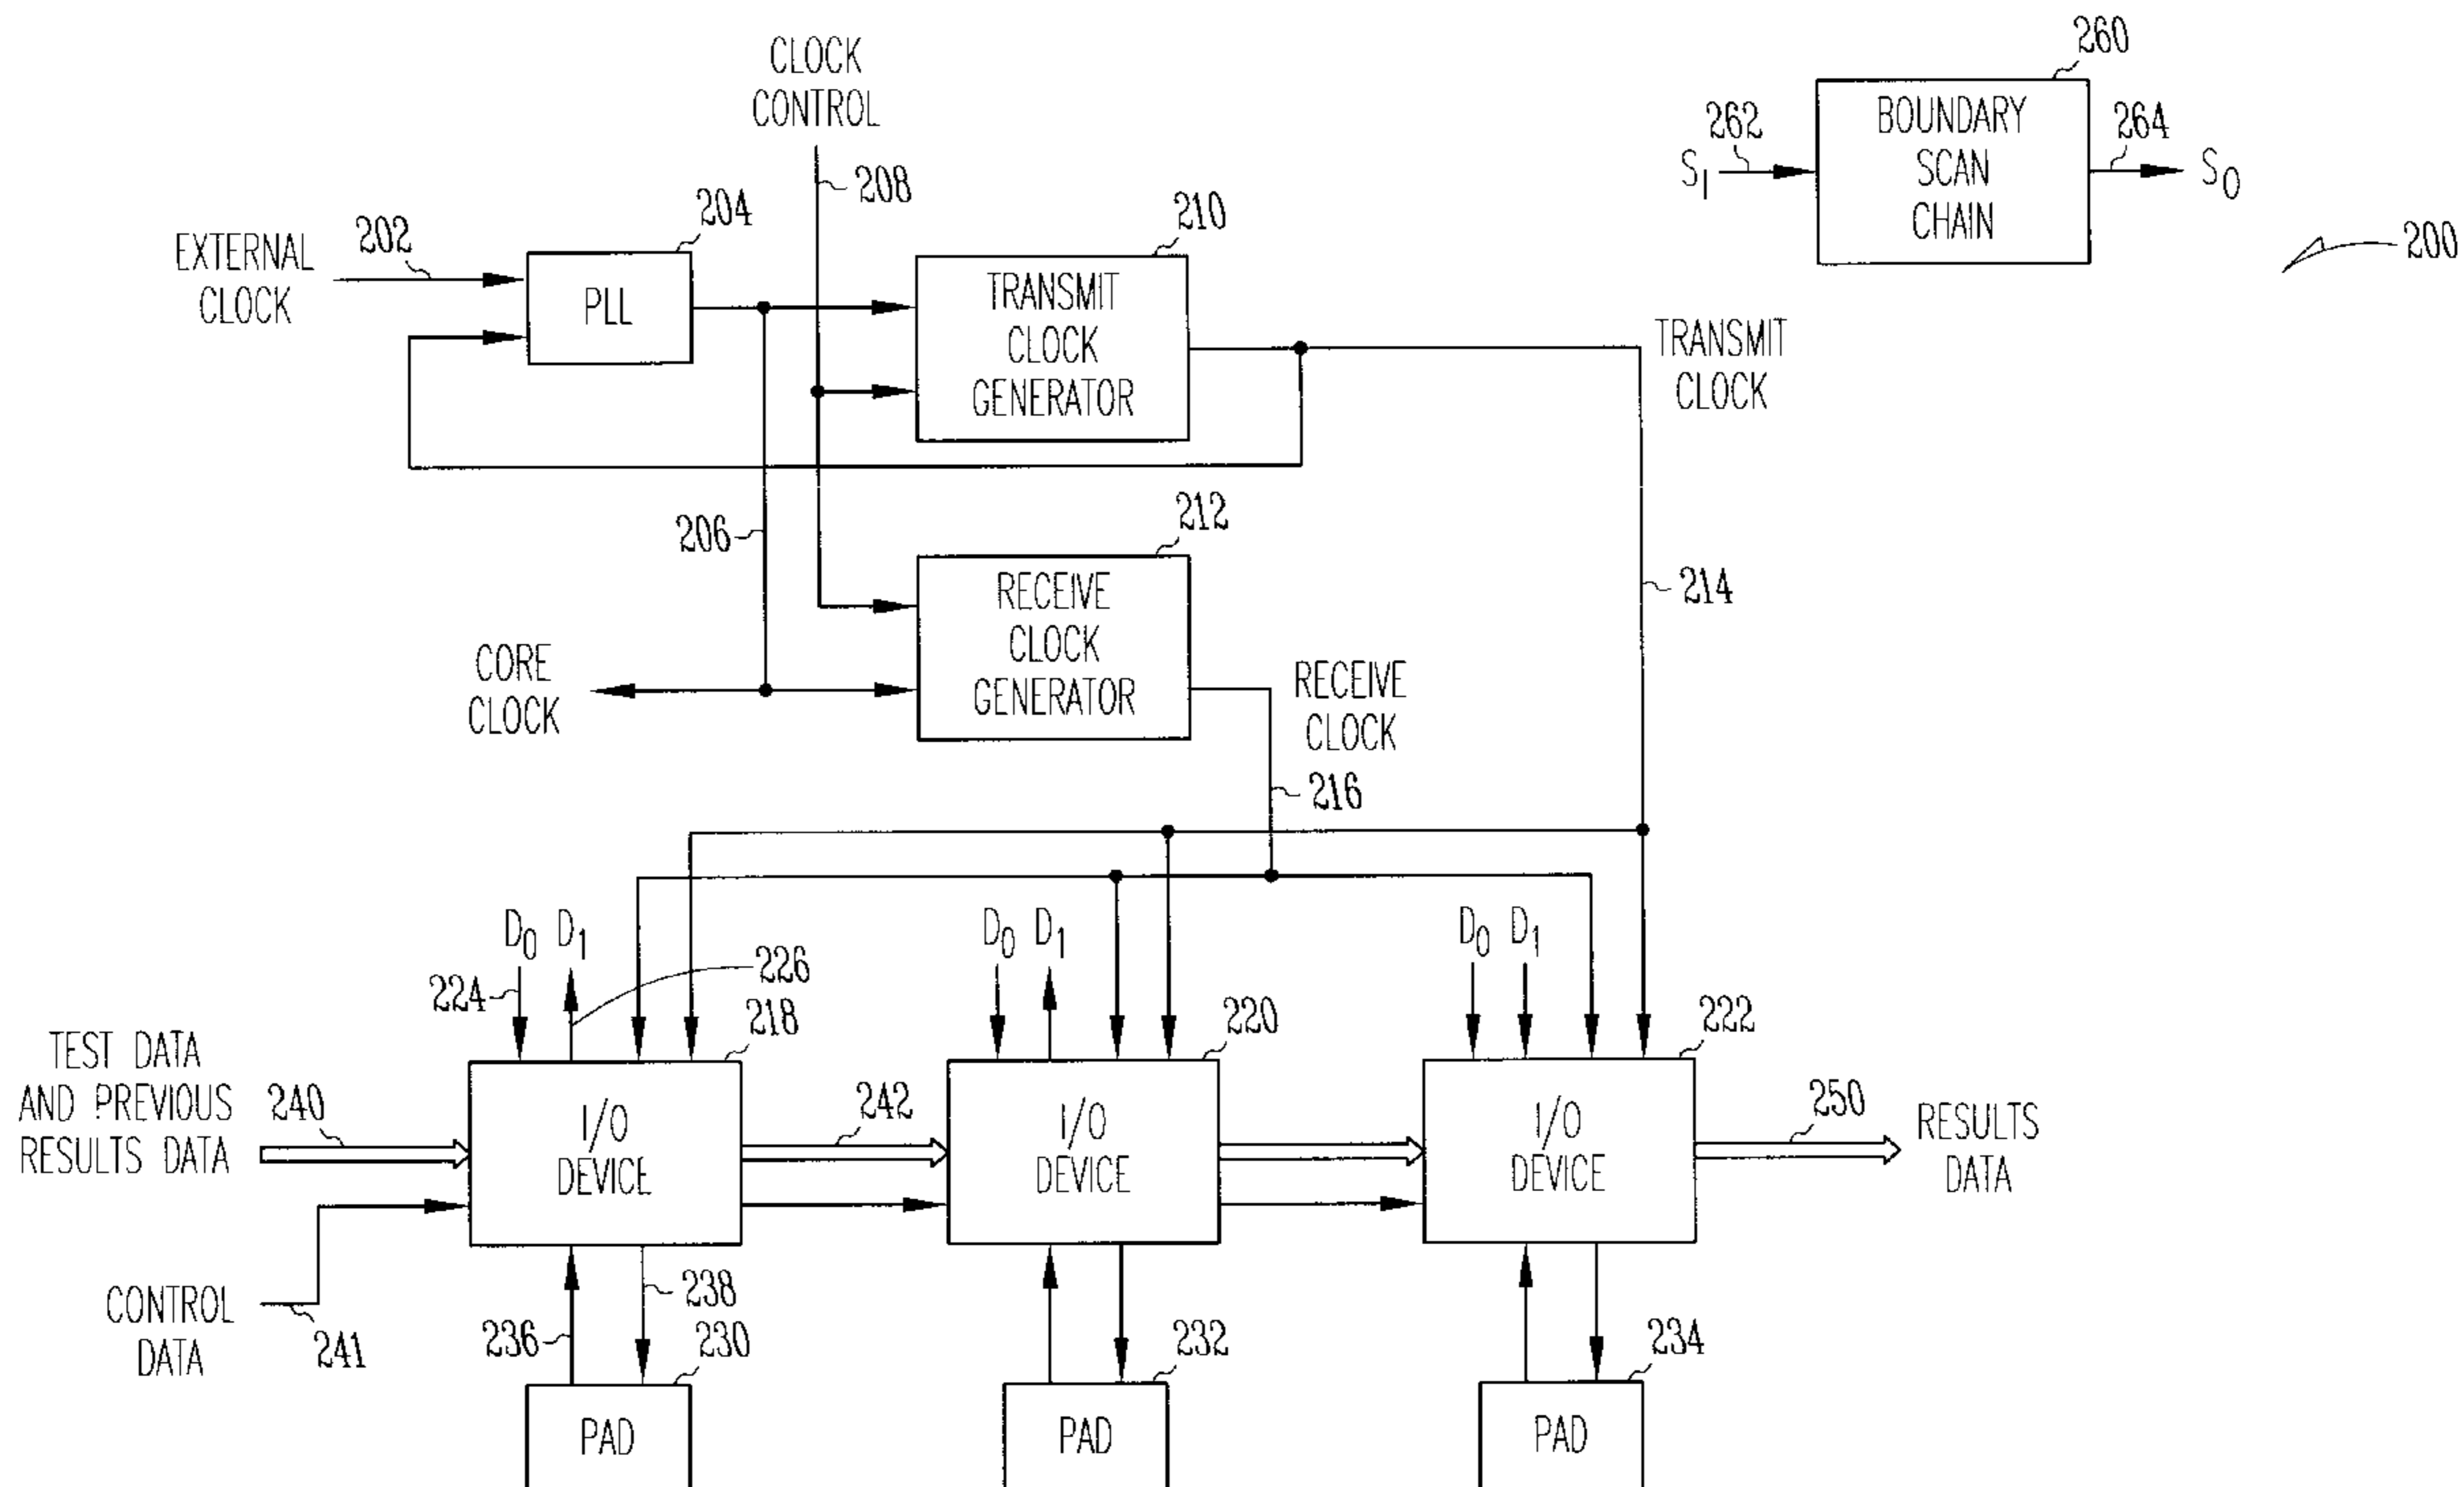 CLOCK
CONTROL
208
EXTERNAL
CLOCK
202
204
PLL
210
TRANSMIT
CLOCK
GENERATOR
260
BOUNDARY
SCAN
CHAIN
262
S_I
264
S_O
200
TRANSMIT
CLOCK
206
212
RECEIVE
CLOCK
GENERATOR
214
CORE
CLOCK
RECEIVE
CLOCK
216
D_0 D_1
224
226
218
D_0 D_1
220
D_0 D_1
222
TEST DATA
AND PREVIOUS
RESULTS DATA
240
I/O
DEVICE
242
I/O
DEVICE
I/O
DEVICE
250
RESULTS
DATA
CONTROL
DATA
241
236
238
230
PAD
232
PAD
234
PAD